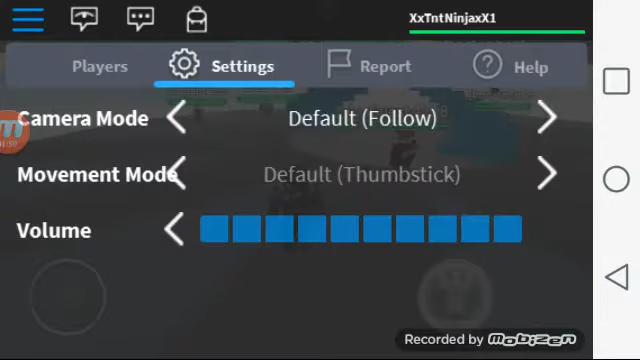 XxTntNinjaxX1
Players Settings Report Help
Camera Mode Default (Follow)
Movement Mode Default (Thumbstick)
Volume
Recorded by mobizen